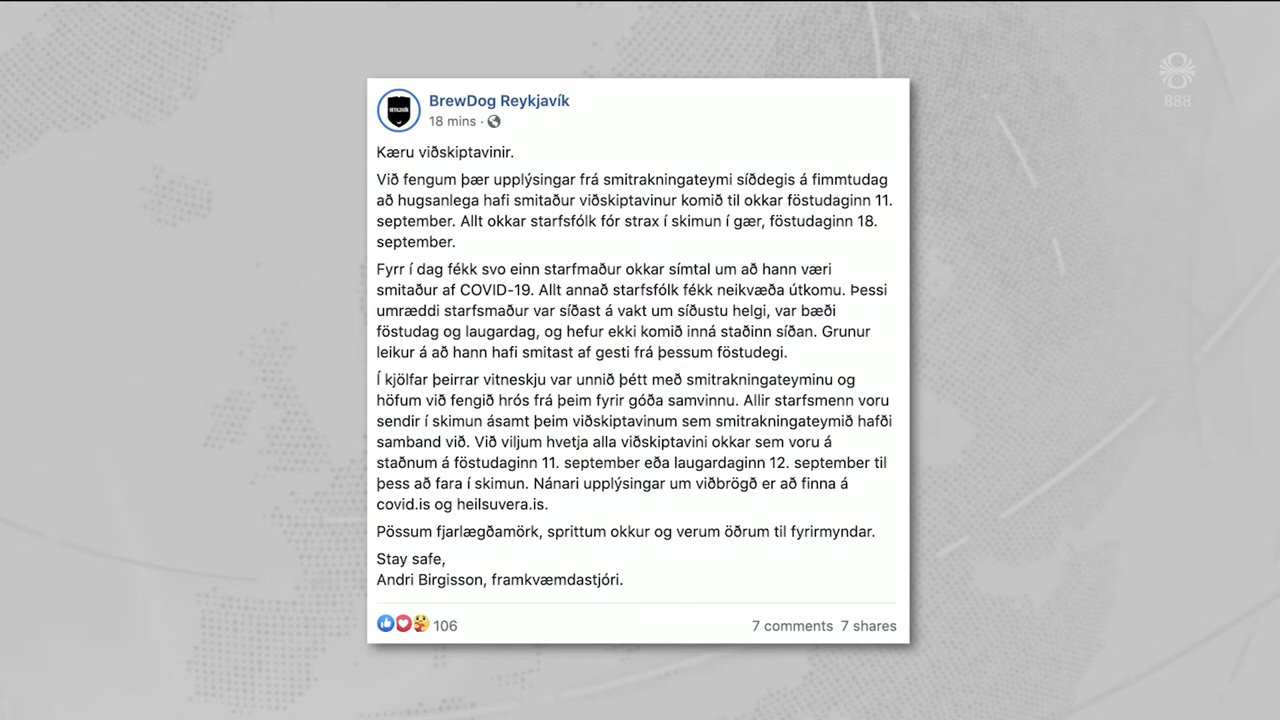 888
REYKJAVÍK
BrewDog Reykjavík
18 mins ·
Kæru viðskiptavinir.
Við fengum þær upplýsingar frá smitrakningateymi síðdegis á fimmtudag
að hugsanlega hafi smitaður viðskiptavinur komið til okkar föstudaginn 11.
september. Allt okkar starfsfólk fór strax í skimun í gær, föstudaginn 18.
september.
Fyrr í dag fékk svo einn starfmaður okkar símtal um að hann væri
smitaður af COVID-19. Allt annað starfsfólk fékk neikvæða útkomu. Þessi
umræddi starfsmaður var síðast á vakt um síðustu helgi, var bæði
föstudag og laugardag, og hefur ekki komið inná staðinn síðan. Grunur
leikur á að hann hafi smitast af gesti frá þessum föstudegi.
Í kjölfar þeirrar vitneskju var unnið þétt með smitrakningateyminu og
höfum við fengið hrós frá þeim fyrir góða samvinnu. Allir starfsmenn voru
sendir í skimun ásamt þeim viðskiptavinum sem smitrakningateymið hafði
samband við. Við viljum hvetja alla viðskiptavini okkar sem voru á
staðnum á föstudaginn 11. september eða laugardaginn 12. september til
þess að fara í skimun. Nánari upplýsingar um viðbrögð er að finna á
covid.is og heilsuvera.is.
Pössum fjarlægðamörk, sprittum okkur og verum öðrum til fyrirmyndar.
Stay safe,
Andri Birgisson, framkvæmdastjóri.
106
7 comments 7 shares